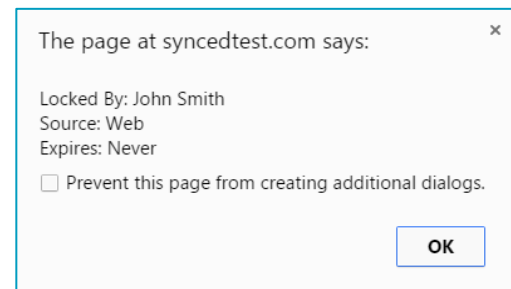 The page at syncedtest.com says:
Locked By: John Smith
Source: Web
Expires: Never
Prevent this page from creating additional dialogs.
OK